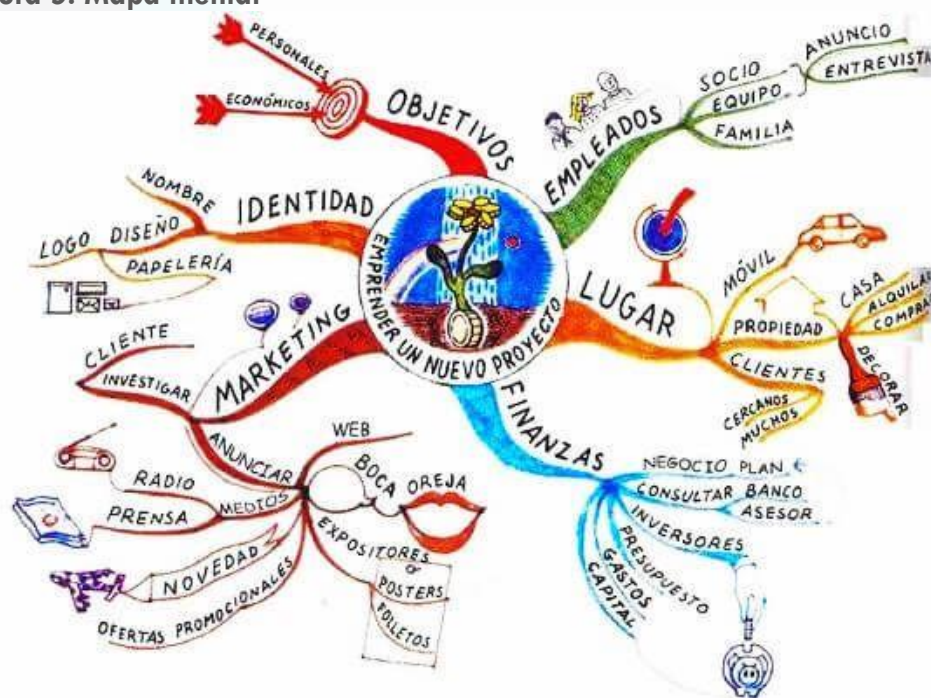 Mapa mental
PERSONALES
ECONÓMICOS
OBJETIVOS
EMPLEADOS
SOCIO
EQUIPO
FAMILIA
ANUNCIO
ENTREVISTA
NOMBRE
IDENTIDAD
LOGO
DISEÑO
PAPELERÍA
EMPRENDER UN NUEVO PROYECTO
LUGAR
MÓVIL
PROPIEDAD
CASA
ALQUILAR
COMPRAR
DECORAR
CLIENTES
CERCANOS
MUCHOS
MARKETING
CLIENTE
INVESTIGAR
ANUNCIAR
WEB
BOCA OREJA
MEDIOS
RADIO
PRENSA
NOVEDAD
OFERTAS PROMOCIONALES
EXPOSITORES
POSTERS
FOLLETOS
FINANZAS
NEGOCIO PLAN
CONSULTAR BANCO
ASESOR
INVERSORES
PRESUPUESTO
GASTOS
CAPITAL